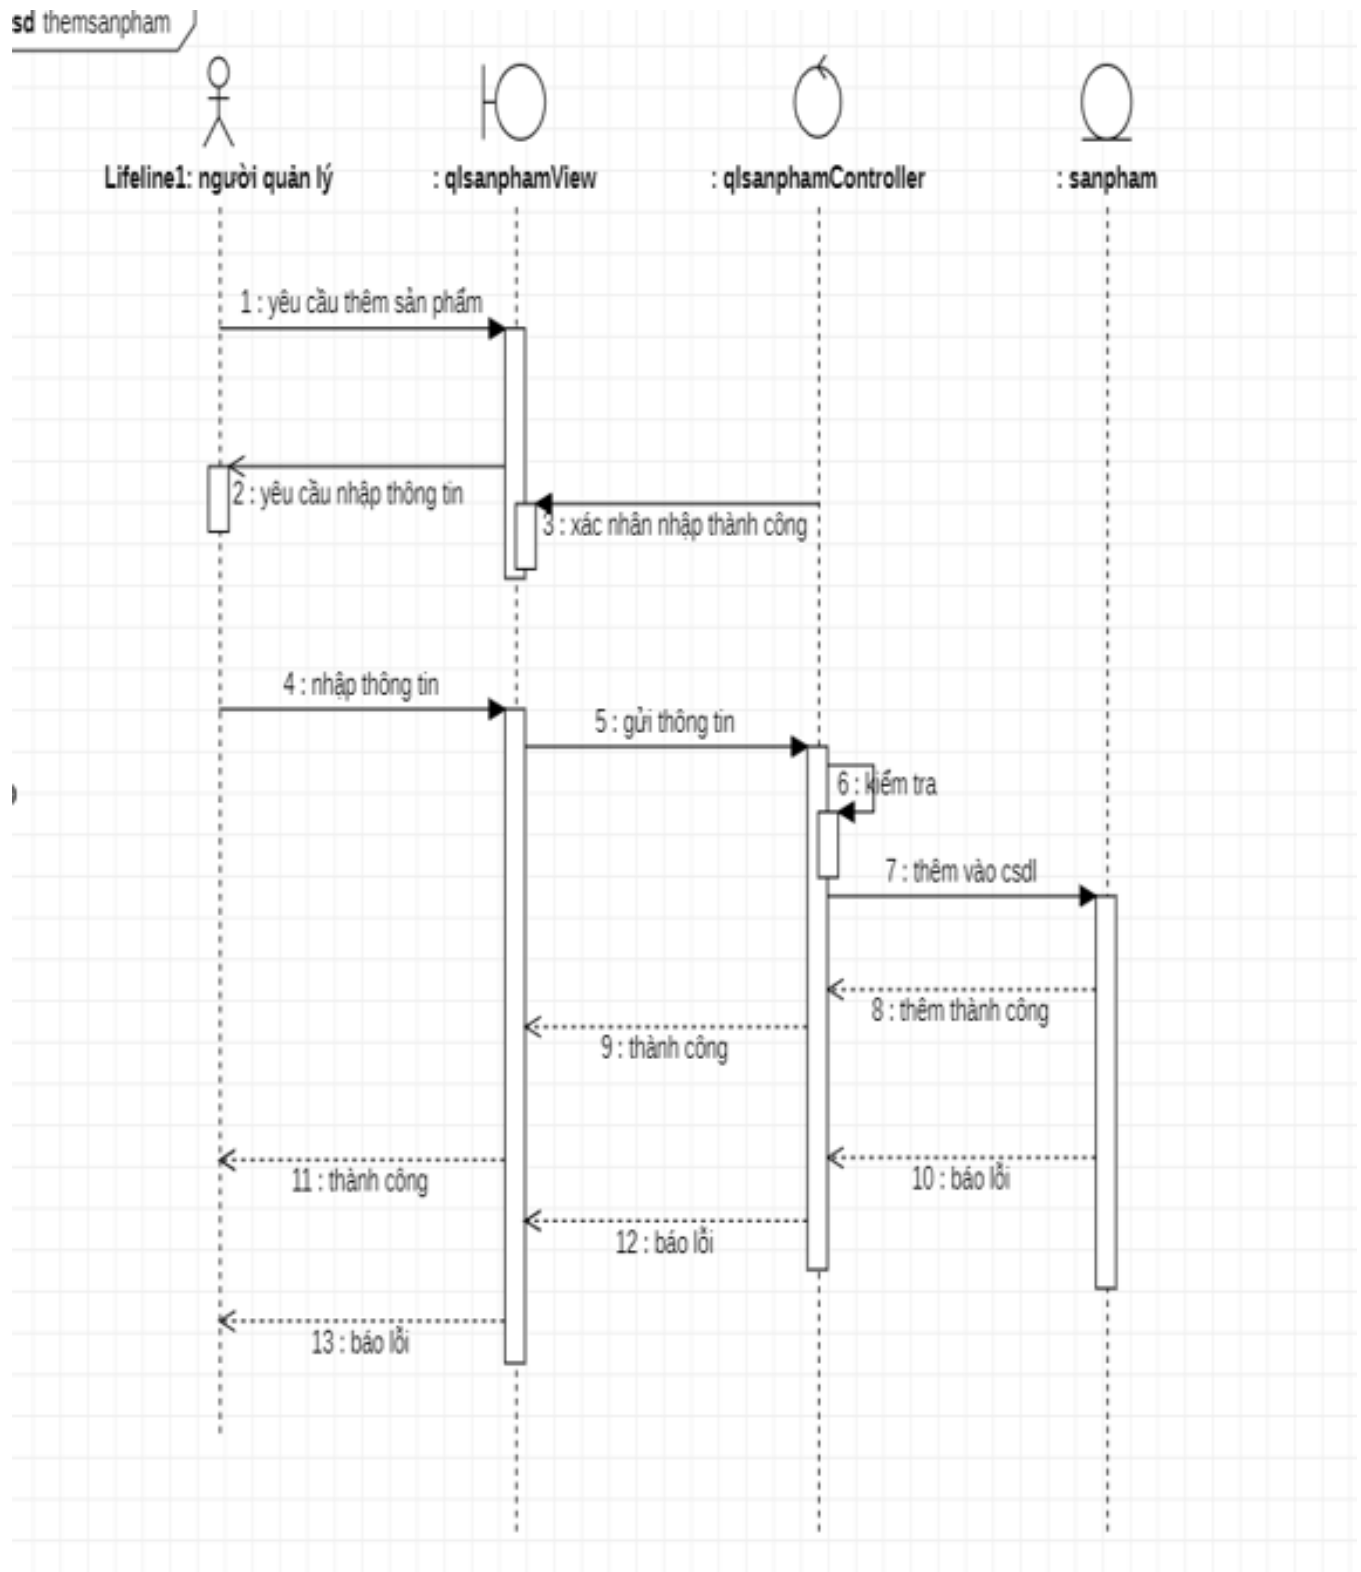 sd themsanpham
Lifeline1: người quản lý
: qlsanphamView
: qlsanphamController
: sanpham
1 : yêu cầu thêm sản phẩm
2 : yêu cầu nhập thông tin
3 : xác nhân nhập thành công
4 : nhập thông tin
5 : gửi thông tin
6 : kiểm tra
7 : thêm vào csdl
8 : thêm thành công
9 : thành công
11 : thành công
10 : báo lỗi
12 : báo lỗi
13 : báo lỗi